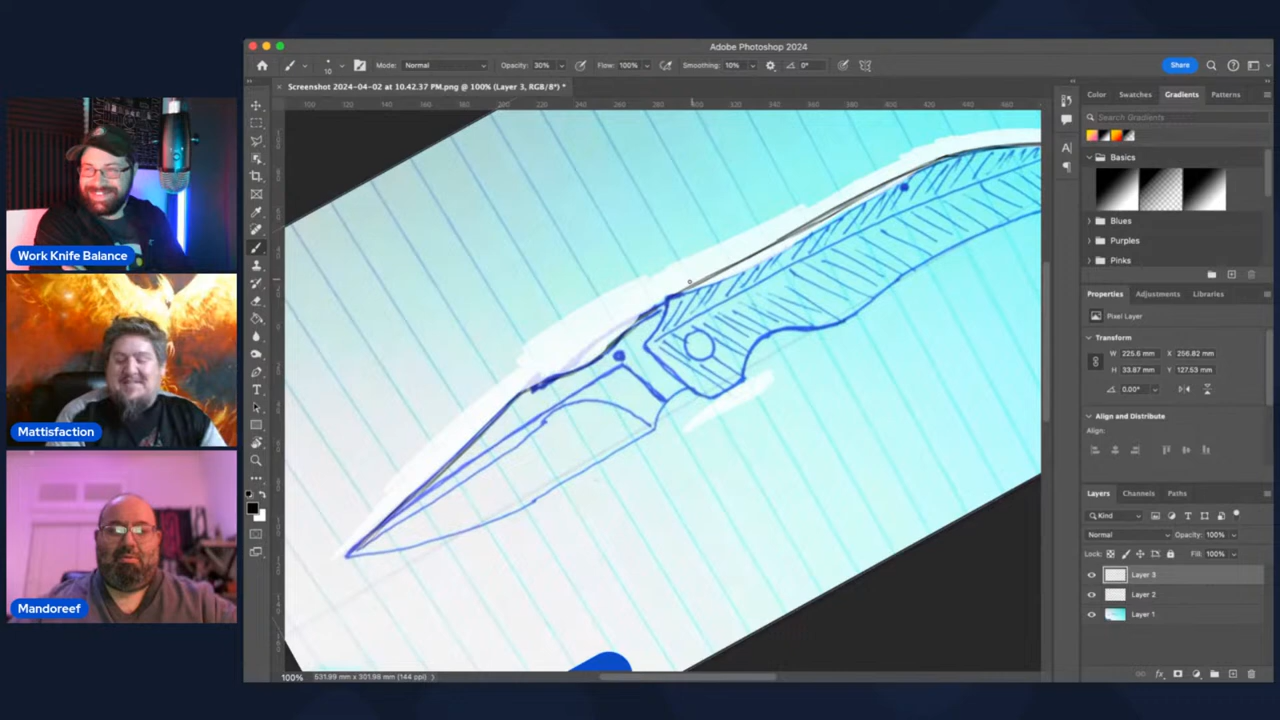 Adobe Photoshop 2024
Mode: Normal Opacity: 30% Flow: 100% Smoothing: 10% 0° Share
10
Screenshot 2024-04-02 at 10.42.37 PM.png @ 100% (Layer 3, RGB/8*) *
Color Swatches Gradients Patterns
Search Gradients
Basics
Blues
Purples
Pinks
Properties Adjustments Libraries
Pixel Layer
Transform
W 225.6 mm X 256.82 mm
H 33.87 mm Y 127.53 mm
0.00°
Align and Distribute
Align:
Layers Channels Paths
Kind
Normal Opacity: 100%
Lock: Fill: 100%
Layer 3
Layer 2
Layer 1
100% 531.99 mm x 301.98 mm (144 ppi)
Work Knife Balance
Mattisfaction
Mandoreef